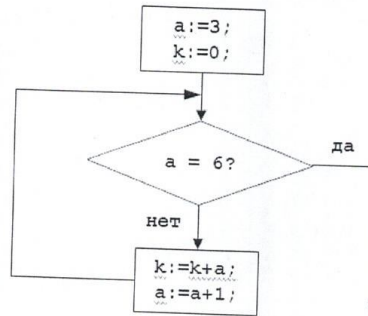 a:=3;
k:=0;
a = 6?
да
нет
k:=k+a;
a:=a+1;